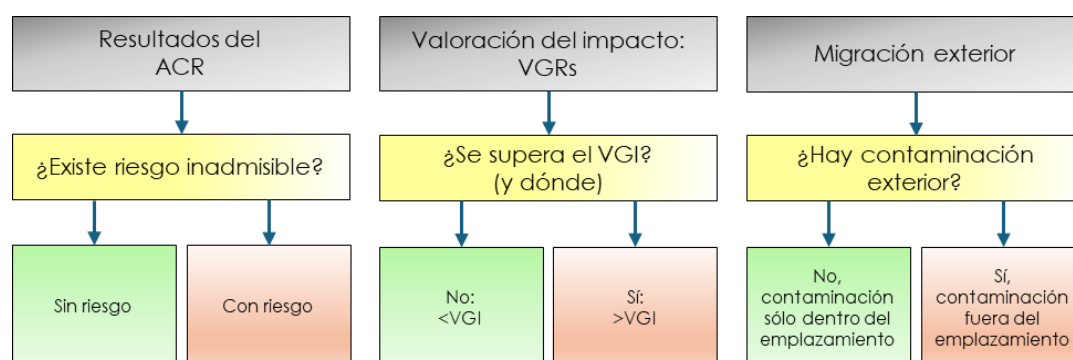 Resultados del
ACR
¿Existe riesgo inadmisible?
Sin riesgo
Con riesgo
Valoración del impacto:
VGRs
¿Se supera el VGI?
(y dónde)
No:
<VGI
Sí:
>VGI
Migración exterior
¿Hay contaminación
exterior?
No,
contaminación
sólo dentro del
emplazamiento
Sí,
contaminación
fuera del
emplazamiento